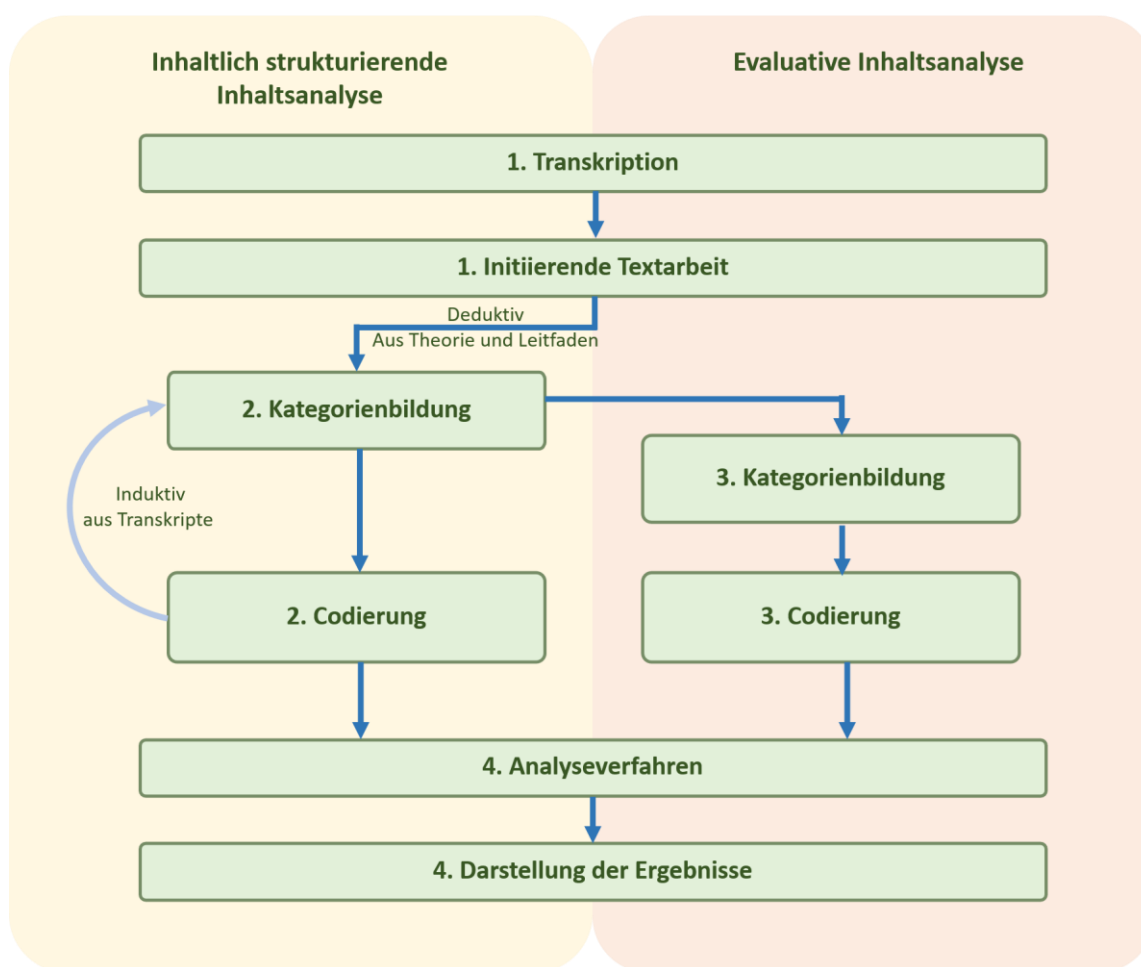 Inhaltlich strukturierende
Inhaltsanalyse
Evaluative Inhaltsanalyse
1. Transkription
1. Initiierende Textarbeit
Deduktiv
Aus Theorie und Leitfaden
2. Kategorienbildung
3. Kategorienbildung
Induktiv
aus Transkripte
2. Codierung
3. Codierung
4. Analyseverfahren
4. Darstellung der Ergebnisse